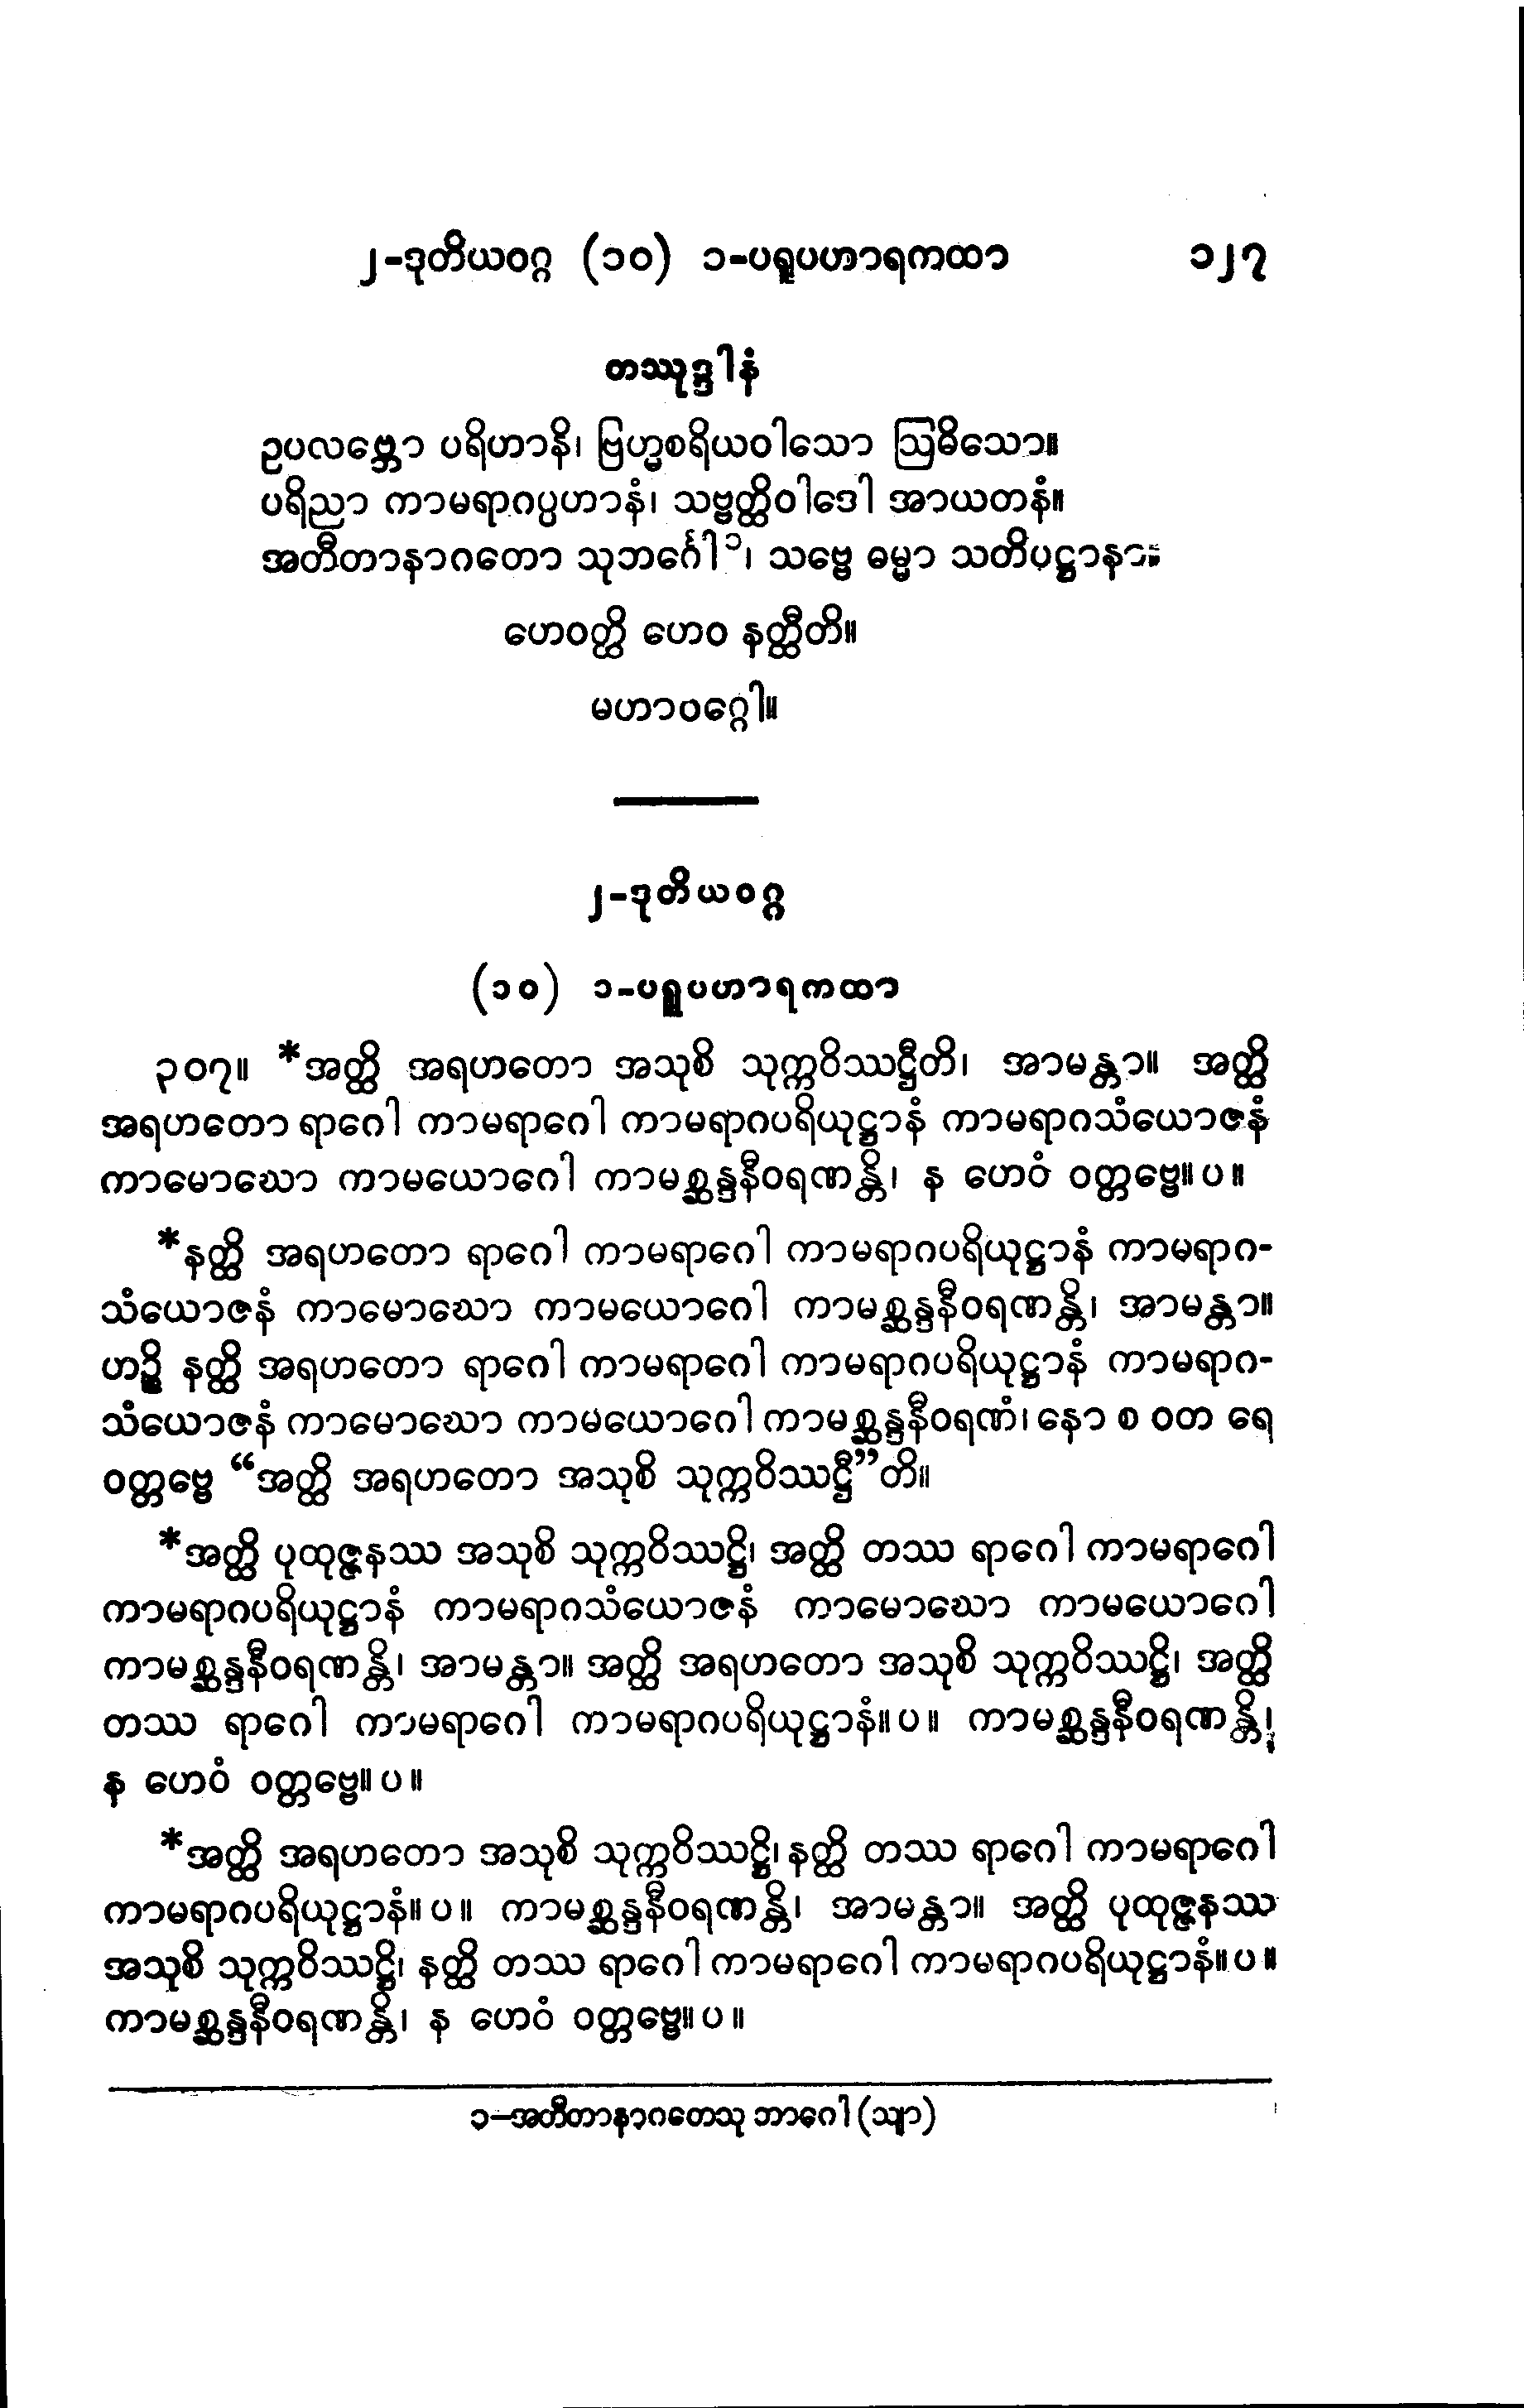 ၂-ဒုတိယဝဂ္ဂ (၁၀) ၁-ပရူပဟာရကထာ ၁၂၇
တဿုဒ္ဒါနံ
ဥပလဗ္ဘော ပရိဟာနိ၊ ဗြဟ္မစရိယဝါသော ဩဓိသော။
ပရိညာ ကာမရာဂပ္ပဟာနံ၊ သဗ္ဗတ္ထိဝါဒေါ အာယတနံ။
အတီတာနာဂတော သုဘင်္ဂေါ၁၊ သဗ္ဗေ ဓမ္မာ သတိပဋ္ဌာနာ။
ဟေဝတ္ထိ ဟေဝ နတ္ထီတိ။
မဟာဝဂ္ဂေါ။
၂-ဒုတိယဝဂ္ဂ
(၁၀) ၁-ပရူပဟာရကထာ
၃၀၇။ *အတ္ထိ အရဟတော အသုစိ သုက္ကဝိဿဋ္ဌီတိ၊ အာမန္တာ။ အတ္ထိ
အရဟတော ရာဂေါ ကာမရာဂေါ ကာမရာဂပရိယုဋ္ဌာနံ ကာမရာဂသံယောဇနံ
ကာမောဃော ကာမယောဂေါ ကာမစ္ဆန္ဒနီဝရဏန္တိ၊ န ဟေဝံ ဝတ္တဗ္ဗေ။ ပ ။
*နတ္ထိ အရဟတော ရာဂေါ ကာမရာဂေါ ကာမရာဂပရိယုဋ္ဌာနံ ကာမရာဂ-
သံယောဇနံ ကာမောဃော ကာမယောဂေါ ကာမစ္ဆန္ဒနီဝရဏန္တိ၊ အာမန္တာ။
ဟဉ္စိ နတ္ထိ အရဟတော ရာဂေါ ကာမရာဂေါ ကာမရာဂပရိယုဋ္ဌာနံ ကာမရာဂ-
သံယောဇနံ ကာမောဃော ကာမယောဂေါ ကာမစ္ဆန္ဒနီဝရဏံ၊ နော စ ဝတ ရေ
ဝတ္တဗ္ဗေ “အတ္ထိ အရဟတော အသုစိ သုက္ကဝိဿဋ္ဌီ”တိ။
*အတ္ထိ ပုထုဇ္ဇနဿ အသုစိ သုက္ကဝိဿဋ္ဌိ၊ အတ္ထိ တဿ ရာဂေါ ကာမရာဂေါ
ကာမရာဂပရိယုဋ္ဌာနံ ကာမရာဂသံယောဇနံ ကာမောဃော ကာမယောဂေါ
ကာမစ္ဆန္ဒနီဝရဏန္တိ၊ အာမန္တာ။ အတ္ထိ အရဟတော အသုစိ သုက္ကဝိဿဋ္ဌိ၊ အတ္ထိ
တဿ ရာဂေါ ကာမရာဂေါ ကာမရာဂပရိယုဋ္ဌာနံ။ ပ ။ ကာမစ္ဆန္ဒနီဝရဏန္တိ၊
န ဟေဝံ ဝတ္တဗ္ဗေ။ ပ ။
*အတ္ထိ အရဟတော အသုစိ သုက္ကဝိဿဋ္ဌိ၊ နတ္ထိ တဿ ရာဂေါ ကာမရာဂေါ
ကာမရာဂပရိယုဋ္ဌာနံ။ ပ ။ ကာမစ္ဆန္ဒနီဝရဏန္တိ၊ အာမန္တာ။ အတ္ထိ ပုထုဇ္ဇနဿ
အသုစိ သုက္ကဝိဿဋ္ဌိ၊ နတ္ထိ တဿ ရာဂေါ ကာမရာဂေါ ကာမရာဂပရိယုဋ္ဌာနံ။ ပ ။
ကာမစ္ဆန္ဒနီဝရဏန္တိ၊ န ဟေဝံ ဝတ္တဗ္ဗေ။ ပ ။
၁—အတီတာနာဂတေသု ဘာဂေါ (သျာ)